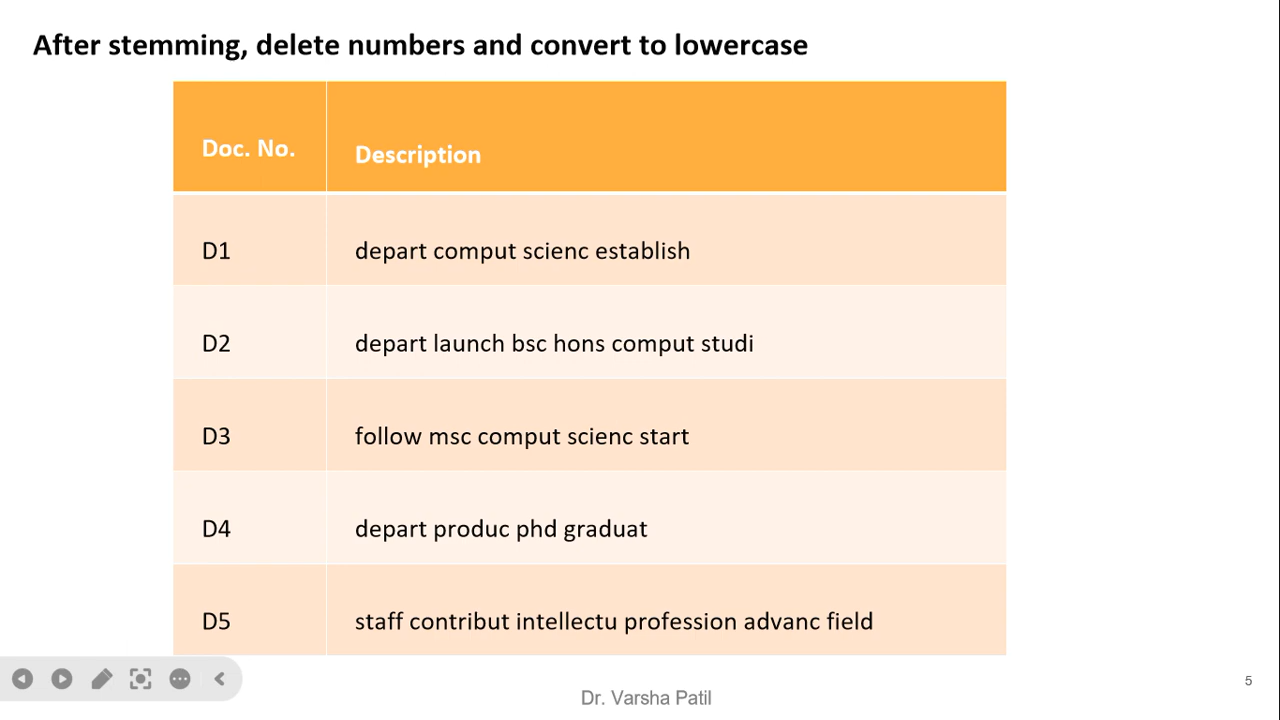 After stemming, delete numbers and convert to lowercase
Doc. No. Description
D1 depart comput scienc establish
D2 depart launch bsc hons comput studi
D3 follow msc comput scienc start
D4 depart produc phd graduat
D5 staff contribut intellectu profession advanc field
Dr. Varsha Patil
5